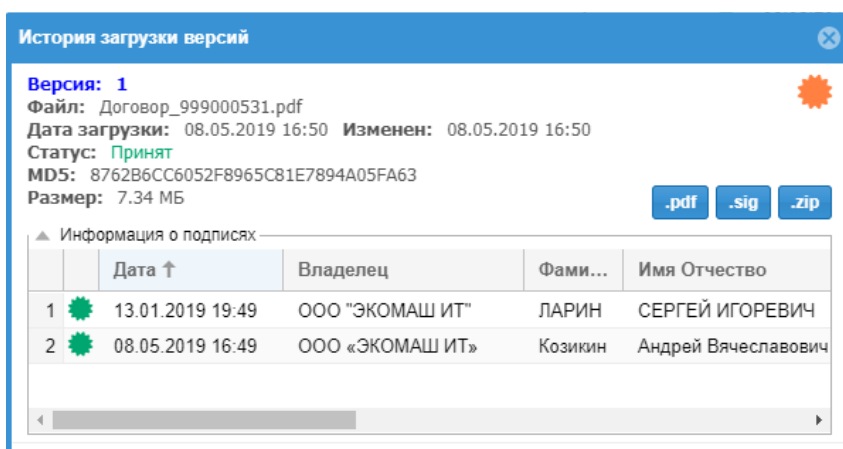 История загрузки версий
Версия: 1
Файл: Договор_999000531.pdf
Дата загрузки: 08.05.2019 16:50 Изменен: 08.05.2019 16:50
Статус: Принят
MD5: 8762B6CC6052F8965C81E7894A05FA63
Размер: 7.34 МБ
.pdf .sig .zip
Информация о подписях
Дата ↑ Владелец Фами... Имя Отчество
1 13.01.2019 19:49 ООО "ЭКОМАШ ИТ" ЛАРИН СЕРГЕЙ ИГОРЕВИЧ
2 08.05.2019 16:49 ООО «ЭКОМАШ ИТ» Козикин Андрей Вячеславович